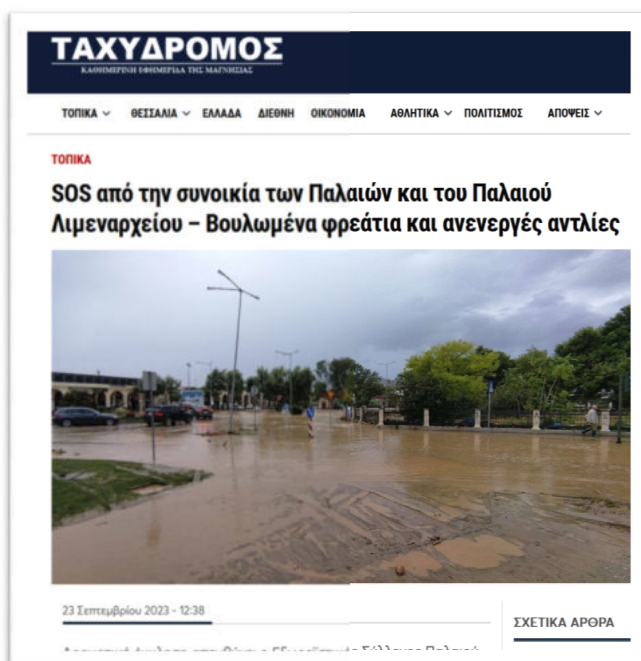 ΤΑΧΥΔΡΟΜΟΣ
ΚΑΘΗΜΕΡΙΝΗ ΕΦΗΜΕΡΙΔΑ ΤΗΣ ΜΑΓΝΗΣΙΑΣ
ΤΟΠΙΚΑ ΘΕΣΣΑΛΙΑ ΕΛΛΑΔΑ ΔΙΕΘΝΗ ΟΙΚΟΝΟΜΙΑ ΑΘΛΗΤΙΚΑ ΠΟΛΙΤΙΣΜΟΣ ΑΠΟΨΕΙΣ
ΤΟΠΙΚΑ
SOS από την συνοικία των Παλαιών και του Παλαιού
Λιμεναρχείου – Βουλωμένα φρεάτια και ανενεργές αντλίες
23 Σεπτεμβρίου 2023 - 12:38
ΣΧΕΤΙΚΑ ΑΡΘΡΑ